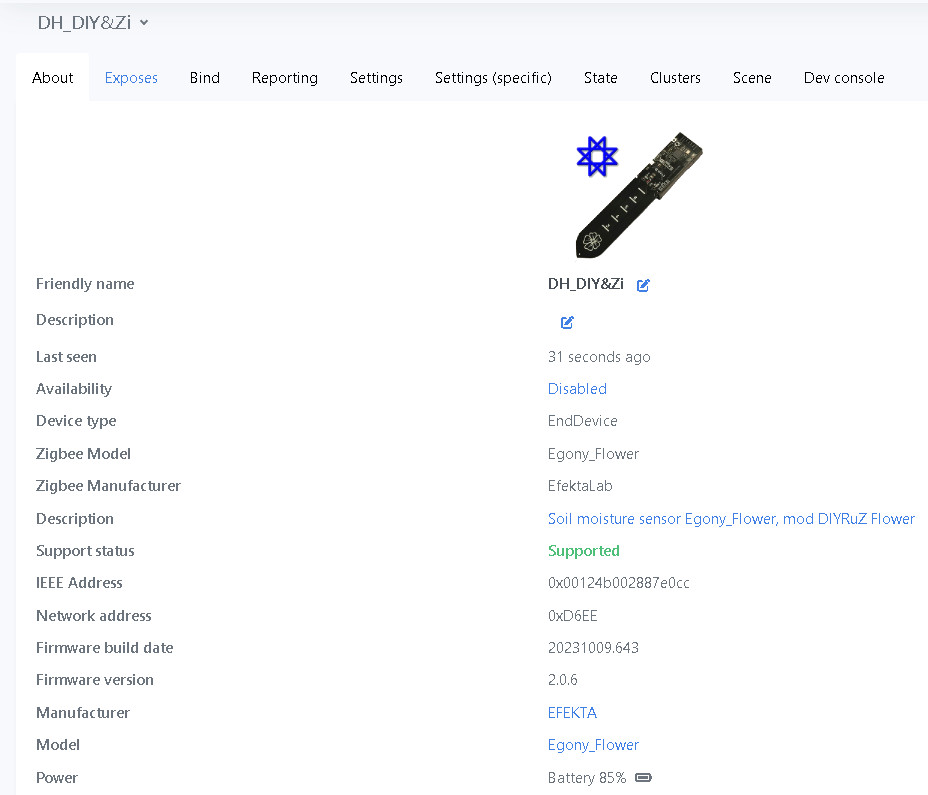 DH_DIY&Zi
About Exposes Bind Reporting Settings Settings (specific) State Clusters Scene Dev console
Friendly name DH_DIY&Zi
Description
Last seen 31 seconds ago
Availability Disabled
Device type EndDevice
Zigbee Model Egony_Flower
Zigbee Manufacturer EfektaLab
Description Soil moisture sensor Egony_Flower, mod DIYRuZ Flower
Support status Supported
IEEE Address 0x00124b002887e0cc
Network address 0xD6EE
Firmware build date 20231009.643
Firmware version 2.0.6
Manufacturer EFEKTA
Model Egony_Flower
Power Battery 85%